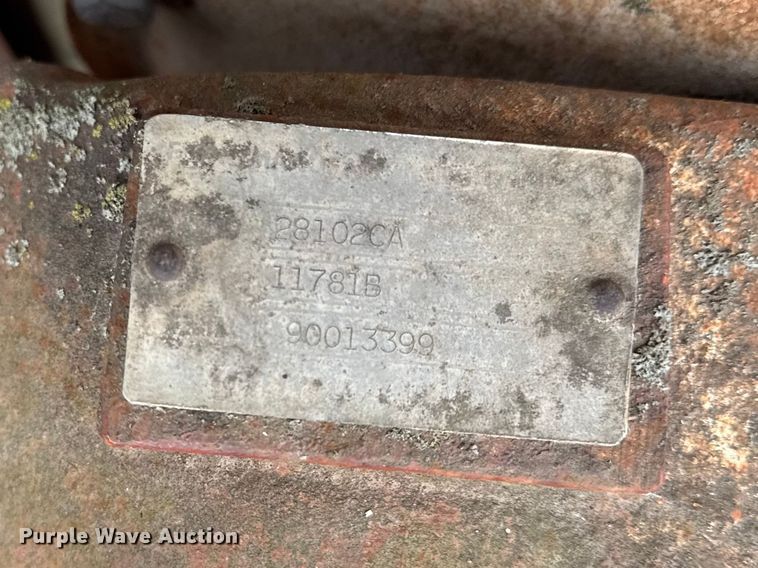 28102CA
11781B
90013399
Purple Wave Auction